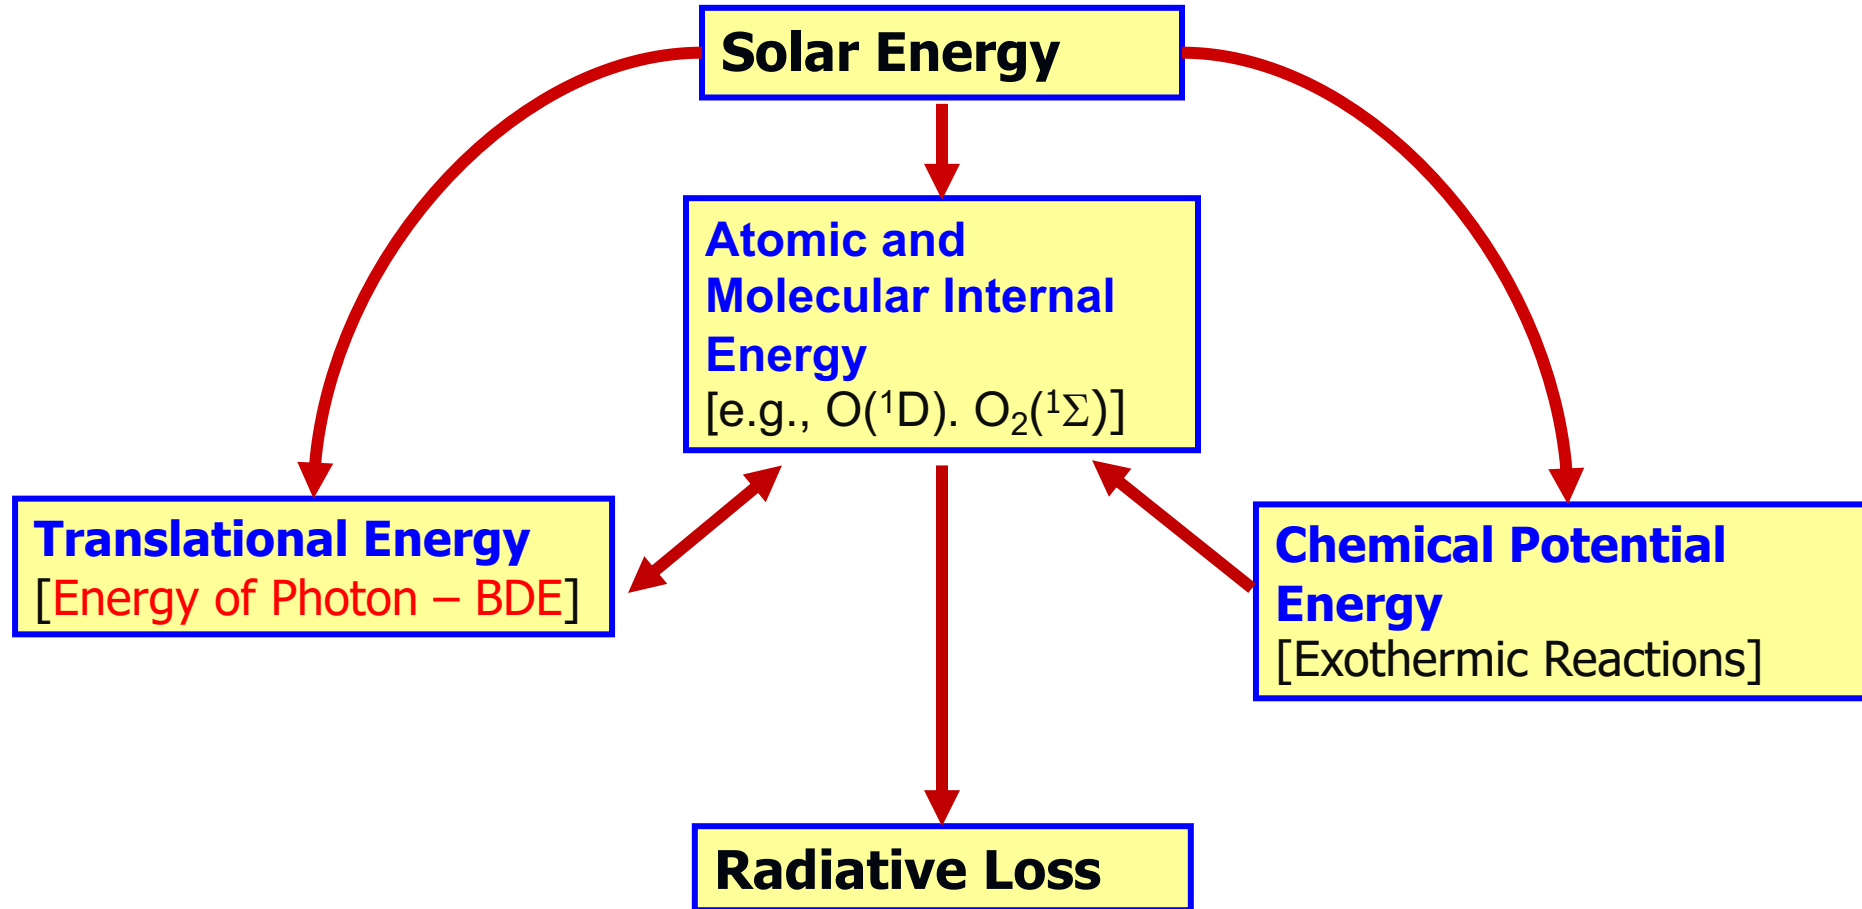 Solar Energy
Atomic and
Molecular Internal
Energy
[e.g., O(¹D). O₂(¹Σ)]
Translational Energy
[Energy of Photon – BDE]
Chemical Potential
Energy
[Exothermic Reactions]
Radiative Loss